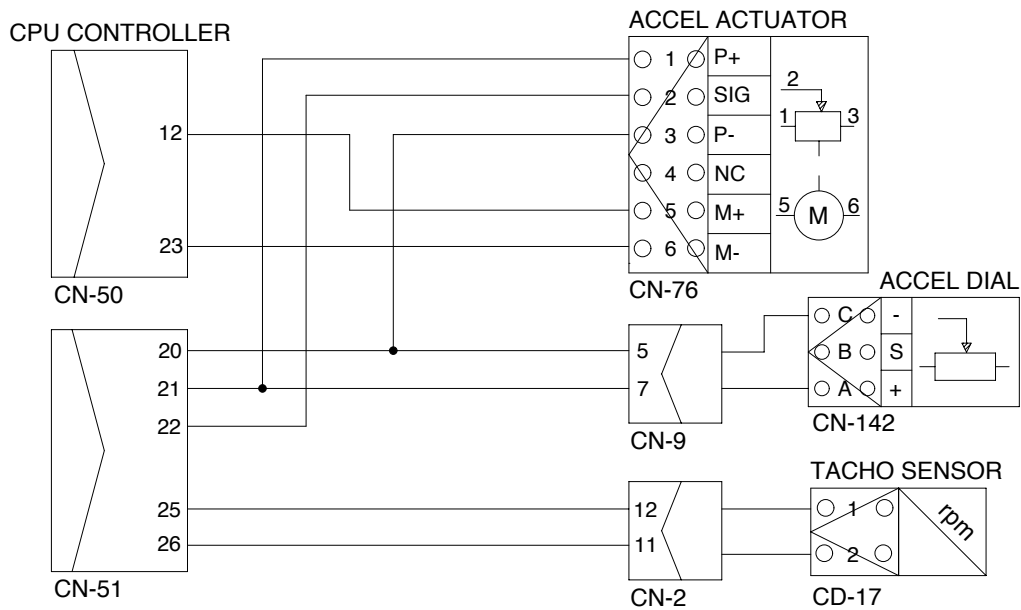 CPU CONTROLLER
12
23
CN-50
20
21
22
25
26
CN-51
ACCEL ACTUATOR
1 P+
2 SIG
3 P-
4 NC
5 M+
6 M-
2
1 3
5 M 6
CN-76
5
7
CN-9
ACCEL DIAL
C -
B S
A +
CN-142
12
11
CN-2
TACHO SENSOR
1
2
rpm
CD-17